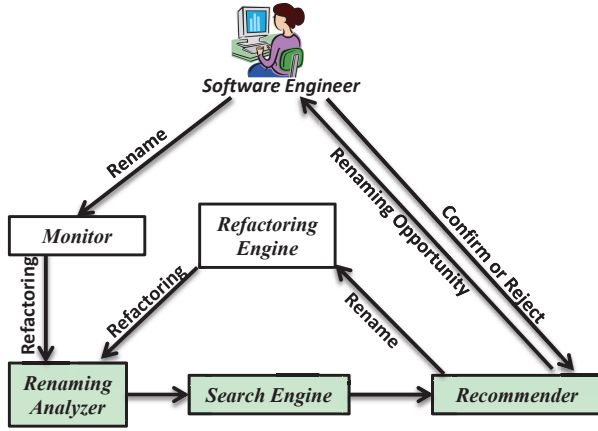 Software Engineer
Rename
Renaming Opportunity
Confirm or Reject
Monitor
Refactoring
Engine
Refactoring
Refactoring
Rename
Renaming
Analyzer
Search Engine
Recommender